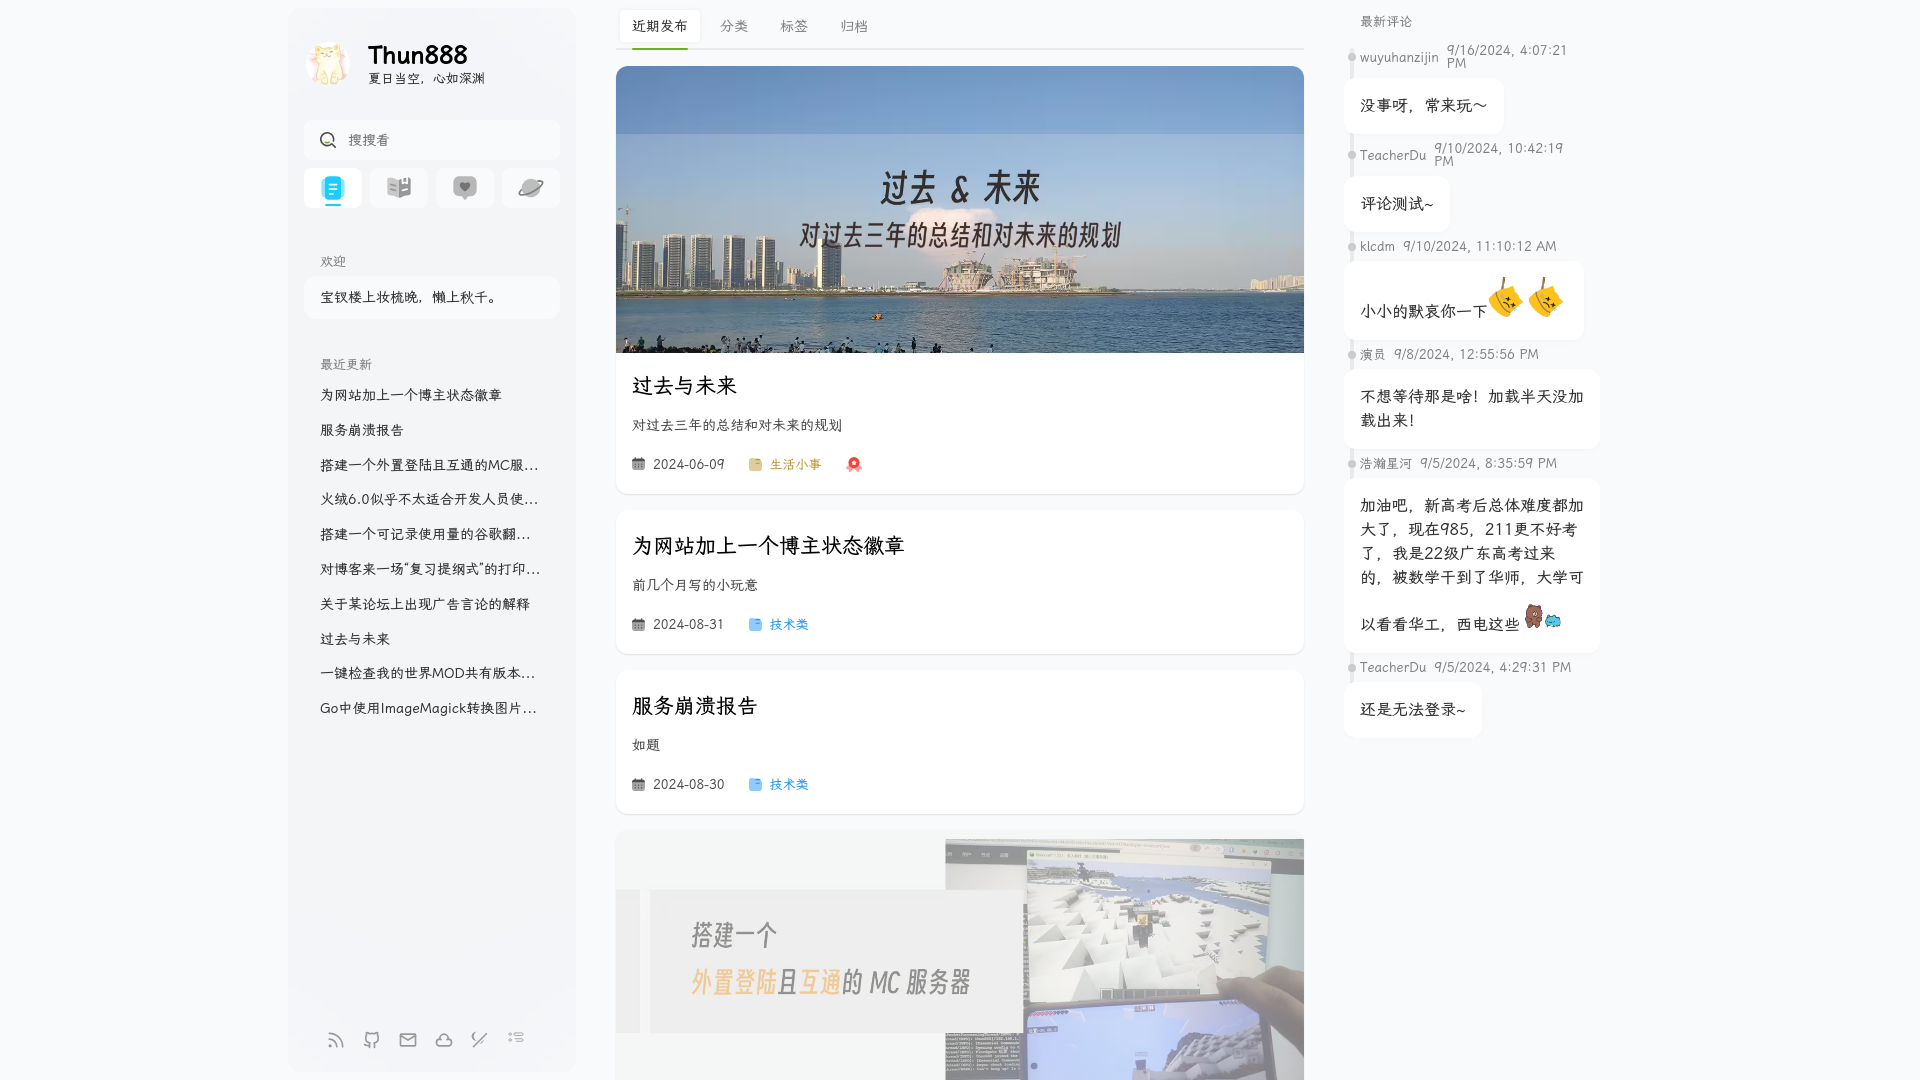 Thun888
夏日当空，心如深渊
搜搜看
欢迎
宝钗楼上妆梳晚，懒上秋千。
最近更新
为网站加上一个博主状态徽章
服务崩溃报告
搭建一个外置登陆且互通的MC服...
火绒6.0似乎不太适合开发人员使...
搭建一个可记录使用量的谷歌翻...
对博客来一场“复习提纲式”的打印...
关于某论坛上出现广告言论的解释
过去与未来
一键检查我的世界MOD共有版本...
Go中使用ImageMagick转换图片...
近期发布 分类 标签 归档
过去 & 未来
对过去三年的总结和对未来的规划
过去与未来
对过去三年的总结和对未来的规划
2024-06-09 生活小事
为网站加上一个博主状态徽章
前几个月写的小玩意
2024-08-31 技术类
服务崩溃报告
如题
2024-08-30 技术类
搭建一个
外置登陆且互通的 MC 服务器
最新评论
wuyuhanzijin 9/16/2024, 4:07:21
PM
没事呀，常来玩～
TeacherDu 9/10/2024, 10:42:19
PM
评论测试~
klcdm 9/10/2024, 11:10:12 AM
小小的默哀你一下
演员 9/8/2024, 12:55:56 PM
不想等待那是啥！加载半天没加
载出来！
浩瀚星河 9/5/2024, 8:35:59 PM
加油吧，新高考后总体难度都加
大了，现在985，211更不好考
了，我是22级广东高考过来
的，被数学干到了华师，大学可
以看看华工，西电这些
TeacherDu 9/5/2024, 4:29:31 PM
还是无法登录~